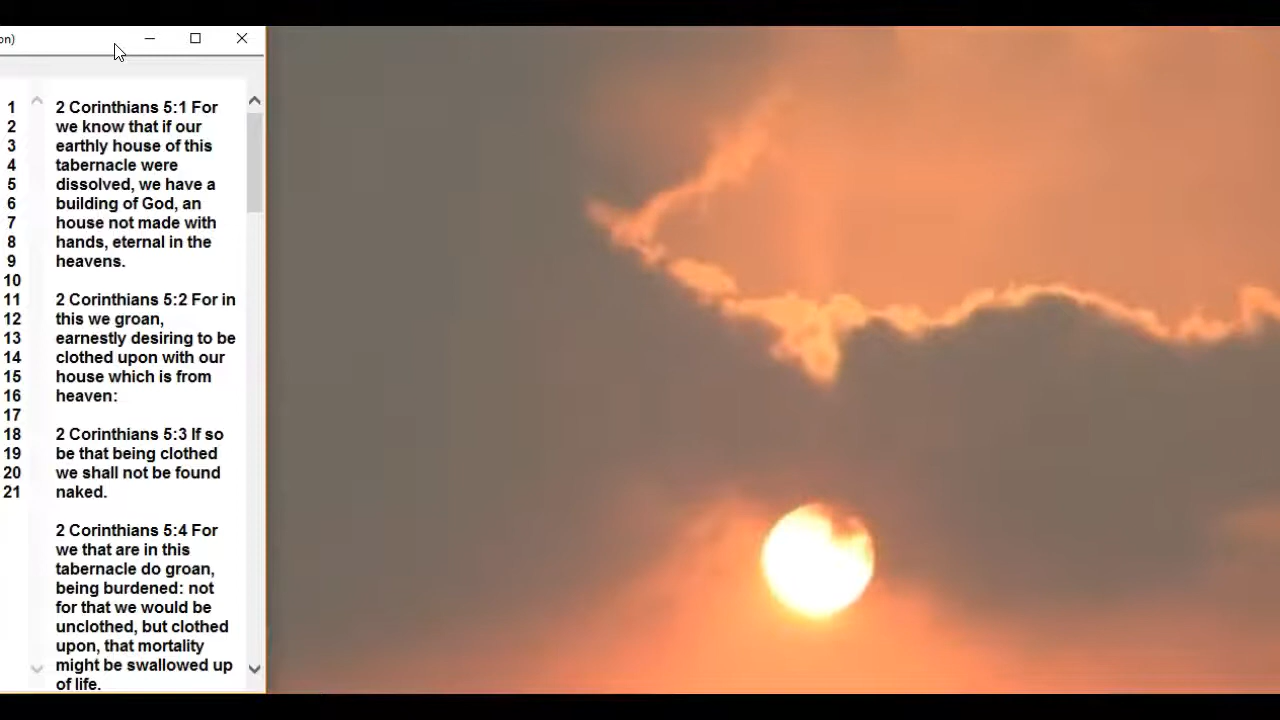 on)
1
2
3
4
5
6
7
8
9
10
11
12
13
14
15
16
17
18
19
20
21
2 Corinthians 5:1 For
we know that if our
earthly house of this
tabernacle were
dissolved, we have a
building of God, an
house not made with
hands, eternal in the
heavens.
2 Corinthians 5:2 For in
this we groan,
earnestly desiring to be
clothed upon with our
house which is from
heaven:
2 Corinthians 5:3 If so
be that being clothed
we shall not be found
naked.
2 Corinthians 5:4 For
we that are in this
tabernacle do groan,
being burdened: not
for that we would be
unclothed, but clothed
upon, that mortality
might be swallowed up
of life.